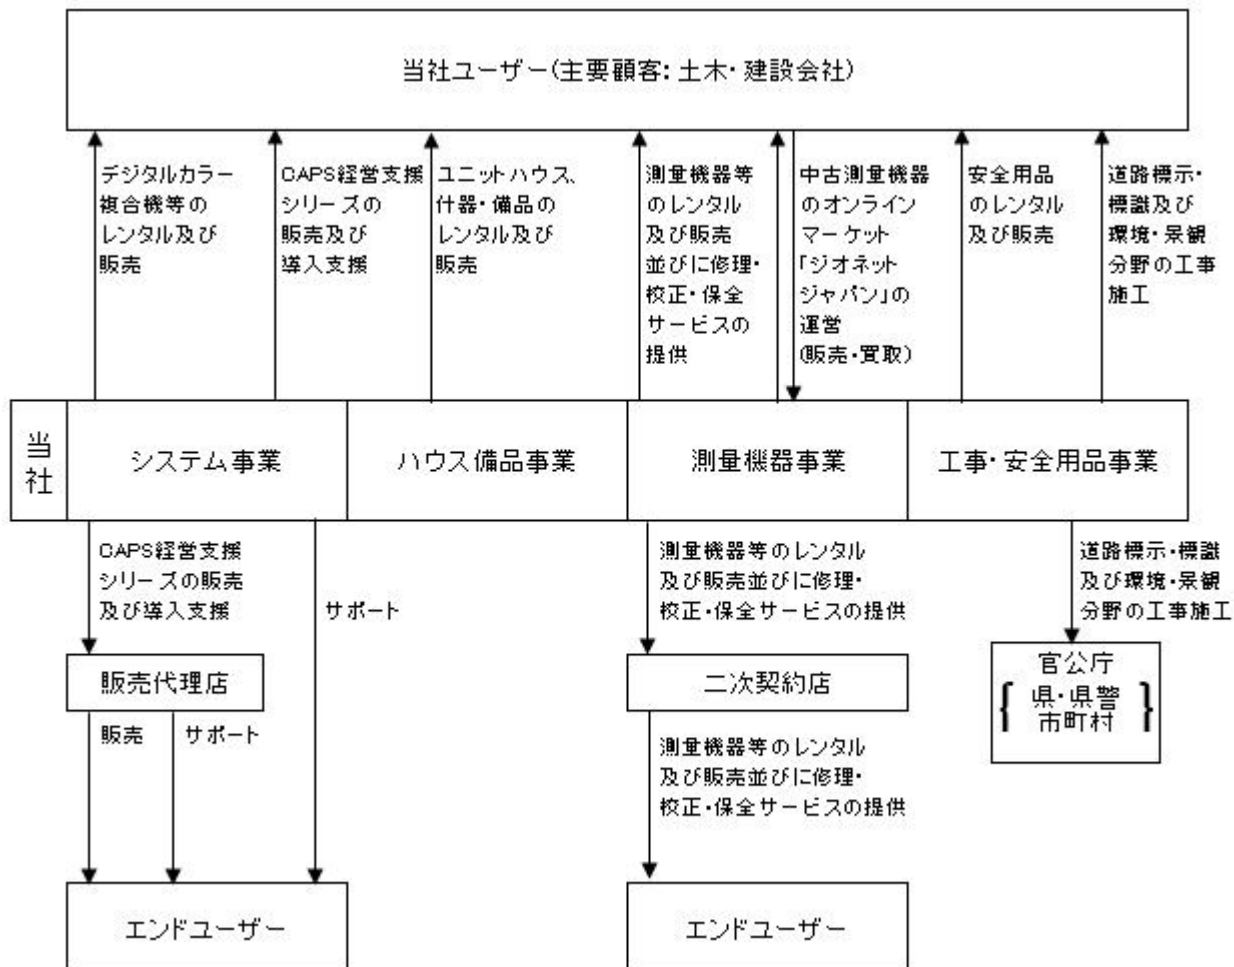 当社ユーザー(主要顧客: 土木・建設会社)
デジタルカラー
複合機等の
レンタル及び
販売
CAPS経営支援
シリーズの
販売及び
導入支援
ユニットハウス、
什器・備品の
レンタル及び
販売
測量機器等
のレンタル
及び販売
並びに修理・
校正・保全
サービスの
提供
中古測量機器
のオンライン
マーケット
「ジオネット
ジャパン」の
運営
(販売・買取)
安全用品
のレンタル
及び販売
道路標示・
標識及び
環境・景観
分野の工事
施工
当社
システム事業
ハウス備品事業
測量機器事業
工事・安全用品事業
CAPS経営支援
シリーズの販売
及び導入支援
サポート
測量機器等のレンタル
及び販売並びに修理・
校正・保全サービスの提供
道路標示・標識
及び環境・景観
分野の工事施工
販売代理店
二次契約店
官公庁
県・県警
市町村
販売
サポート
測量機器等のレンタル
及び販売並びに修理・
校正・保全サービスの提供
エンドユーザー
エンドユーザー